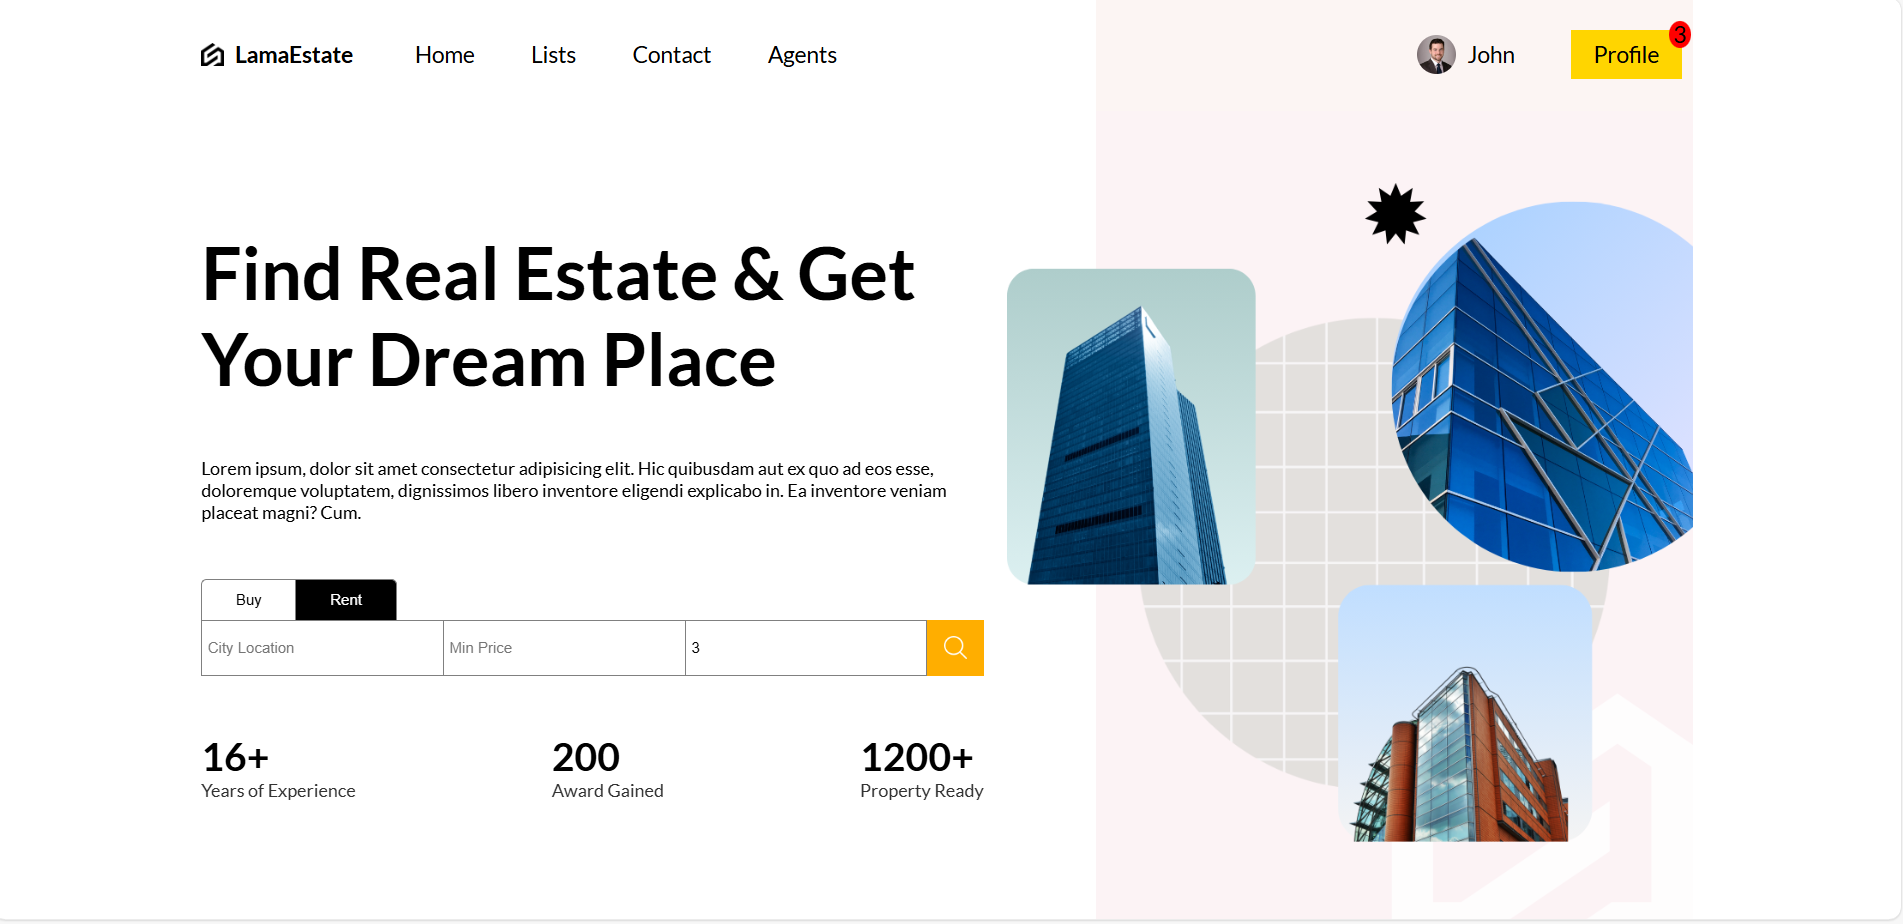 LamaEstate
Home
Lists
Contact
Agents
John
Profile
3
Find Real Estate & Get
Your Dream Place
Lorem ipsum, dolor sit amet consectetur adipisicing elit. Hic quibusdam aut ex quo ad eos esse,
doloremque voluptatem, dignissimos libero inventore eligendi explicabo in. Ea inventore veniam
placeat magni? Cum.
Buy
Rent
City Location
Min Price
3
16+
Years of Experience
200
Award Gained
1200+
Property Ready